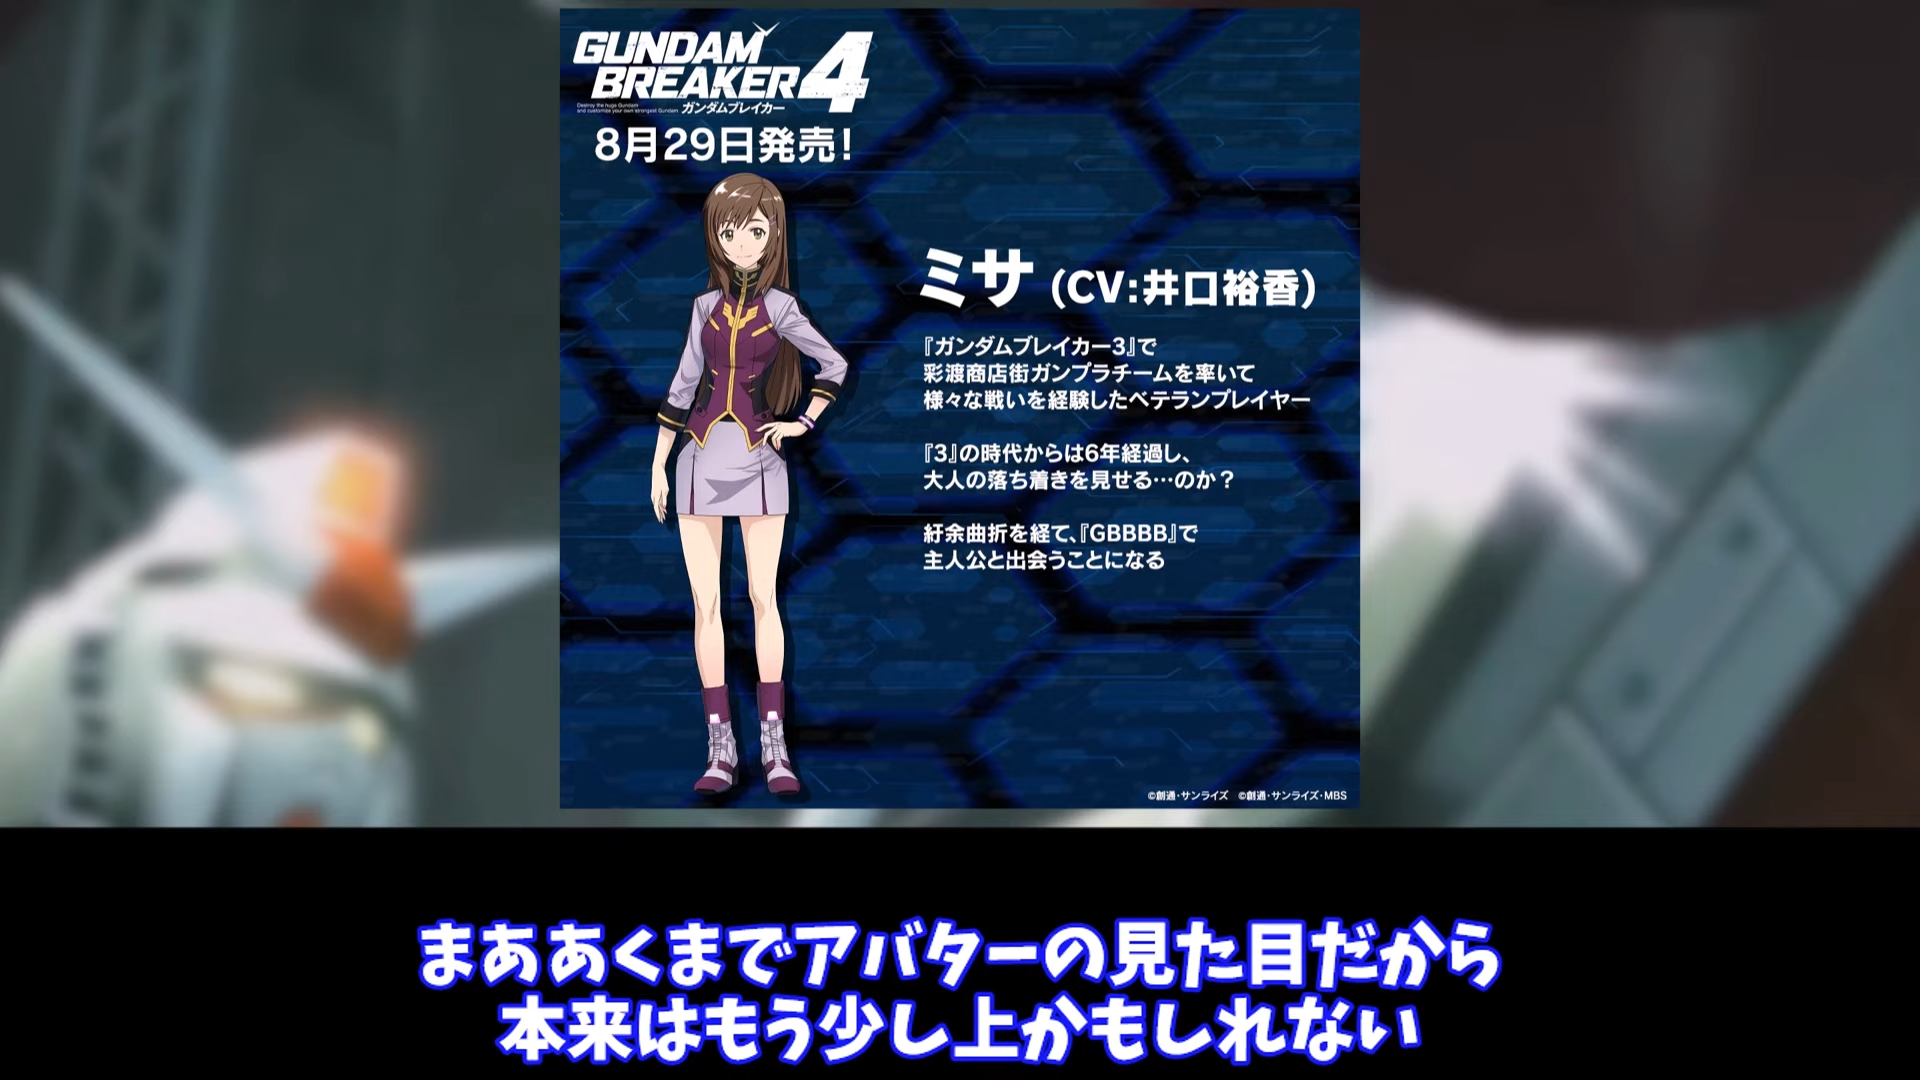 GUNDAM
BREAKER 4
Destroy the huge Gundam
and customize your own strongest Gundam
ガンダムブレイカー
8月29日発売!
ミサ (CV:井口裕香)
『ガンダムブレイカー3』で
彩渡商店街ガンプラチームを率いて
様々な戦いを経験したベテランプレイヤー
『3』の時代からは6年経過し、
大人の落ち着きを見せる…のか?
紆余曲折を経て、『GBBBB』で
主人公と出会うことになる
©創通・サンライズ ©創通・サンライズ・MBS
まああくまでアバターの見た目だから
本来はもう少し上かもしれない